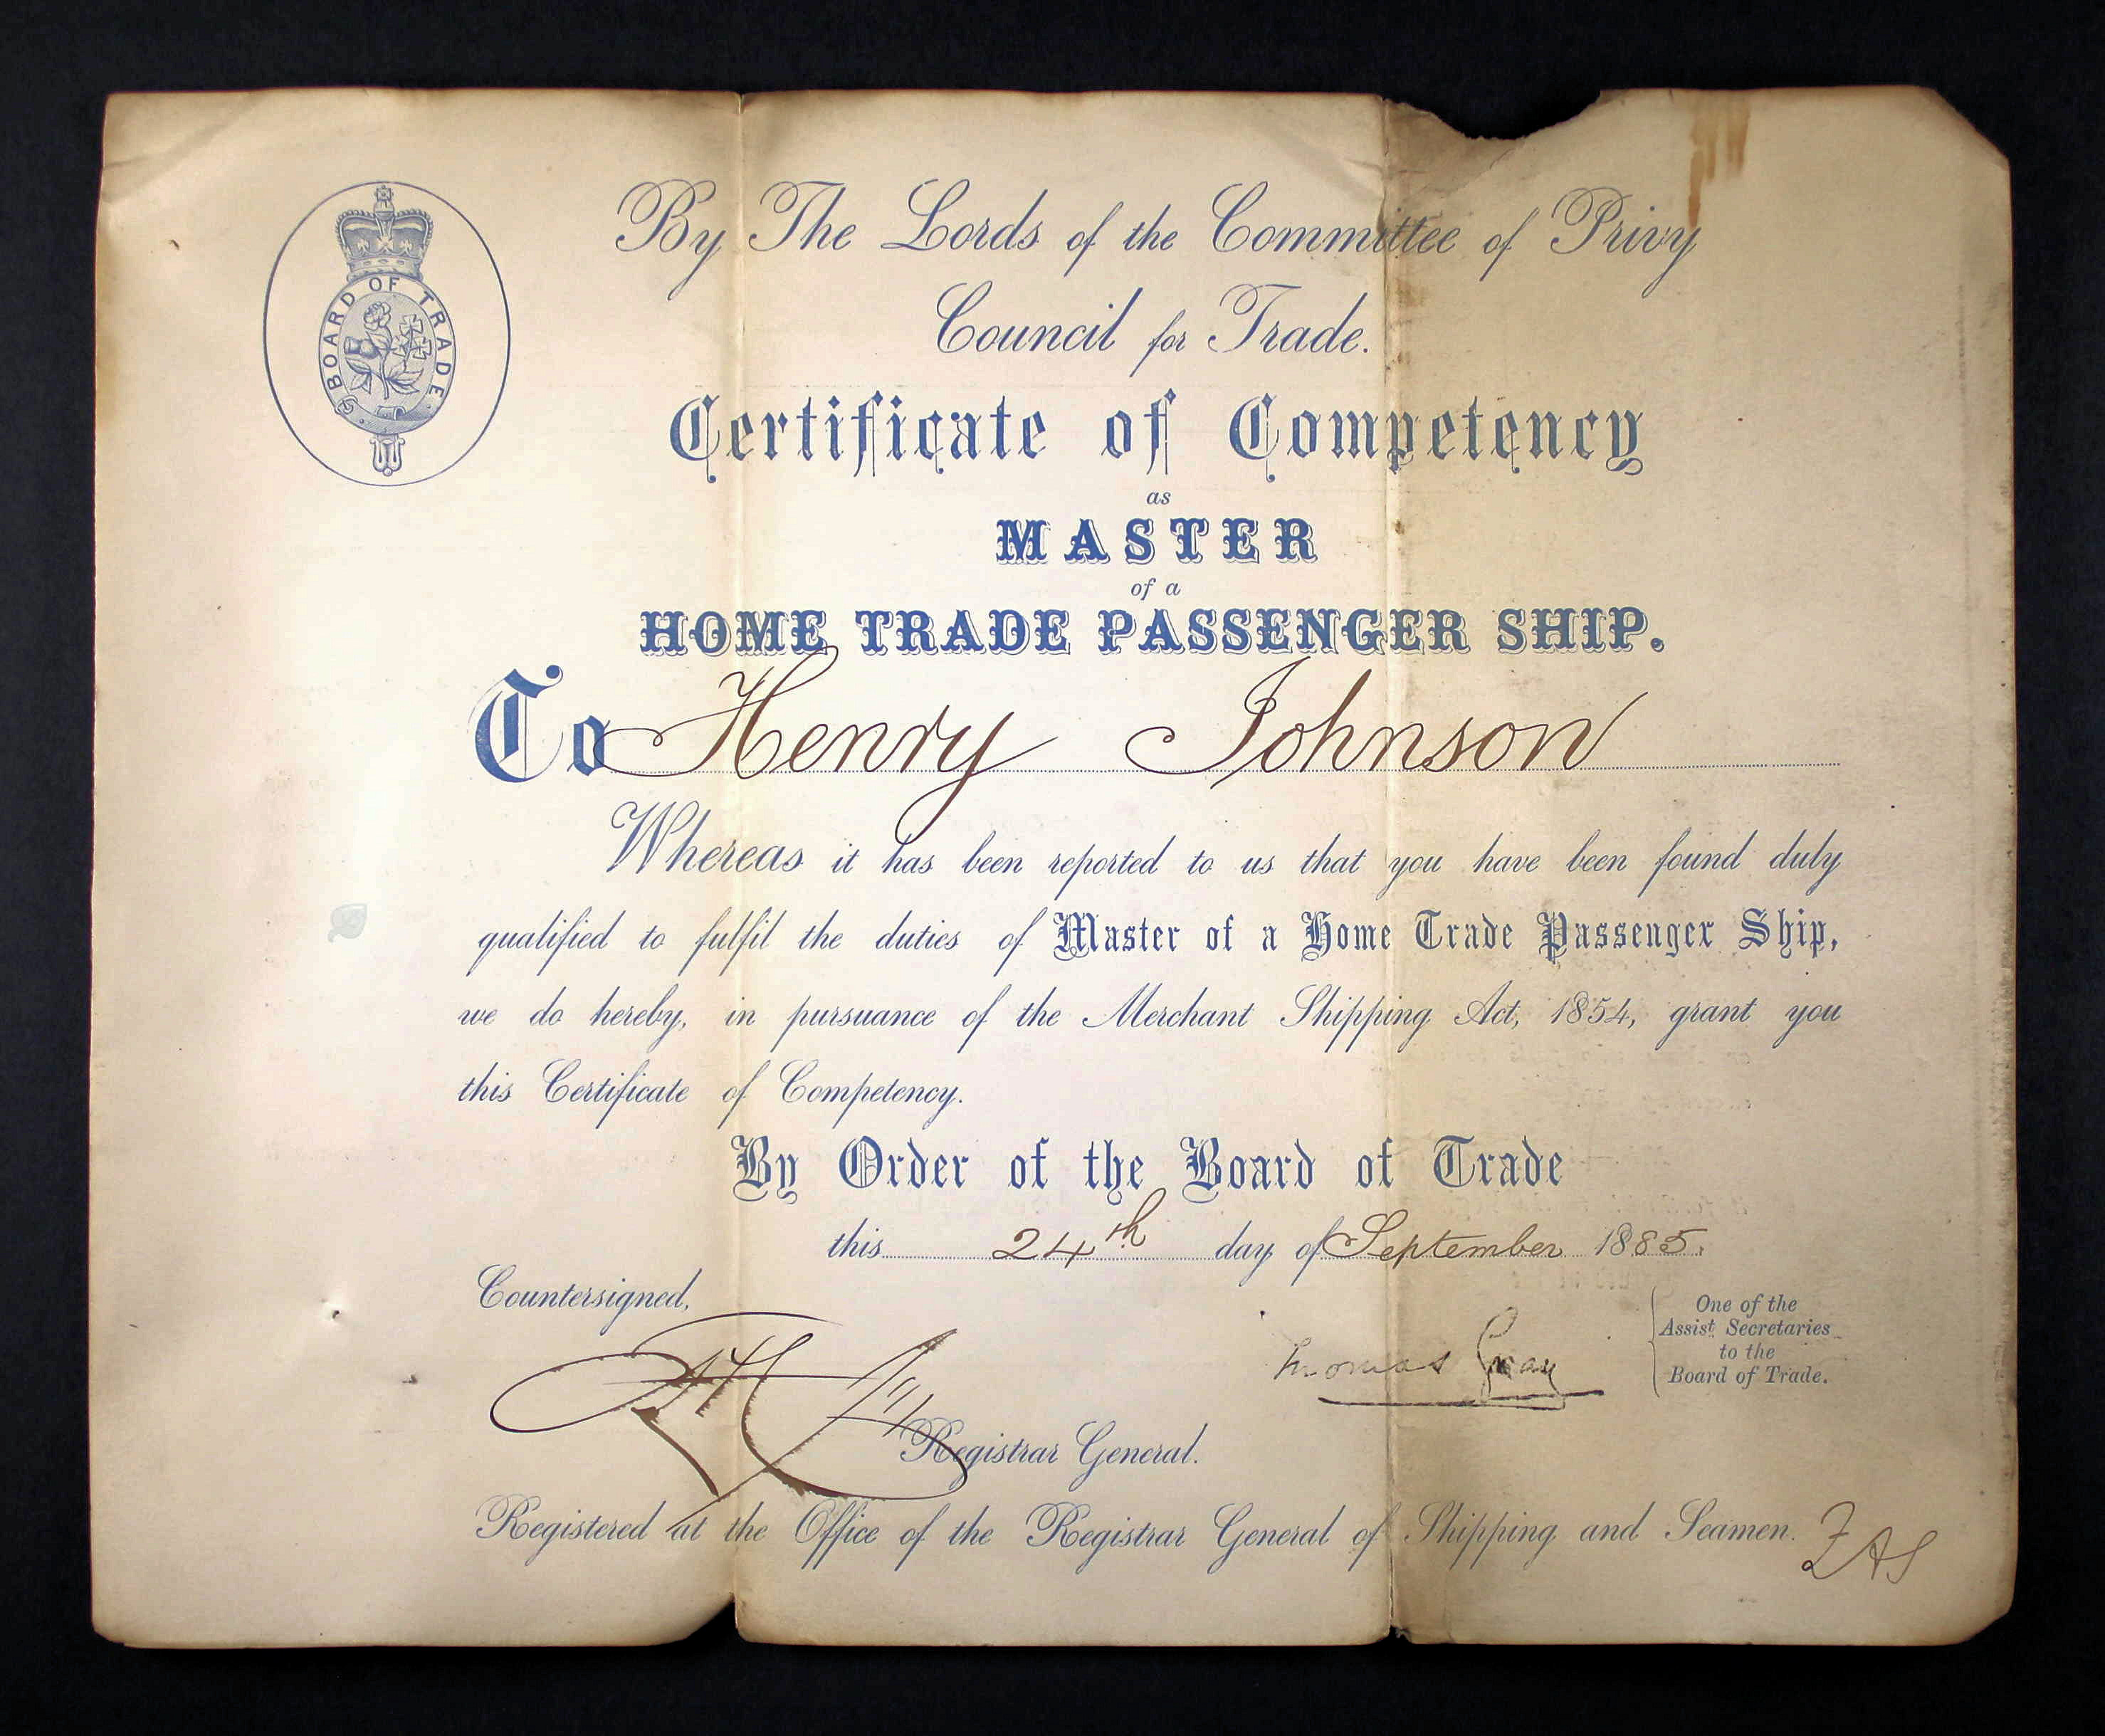 BOARD OF TRADE
By The Lords of the Committee of Privy
Council for Trade.
Certificate of Competency
as
MASTER
of a
HOME TRADE PASSENGER SHIP.
To Henry Johnson
Whereas it has been reported to us that you have been found duly
qualified to fulfil the duties of Master of a Home Trade Passenger Ship,
we do hereby, in pursuance of the Merchant Shipping Act, 1854, grant you
this Certificate of Competency.
By Order of the Board of Trade
this 24th day of September 1885.
Countersigned,
Thomas Gray
One of the
Assist. Secretaries
to the
Board of Trade.
Registrar General.
Registered at the Office of the Registrar General of Shipping and Seamen.